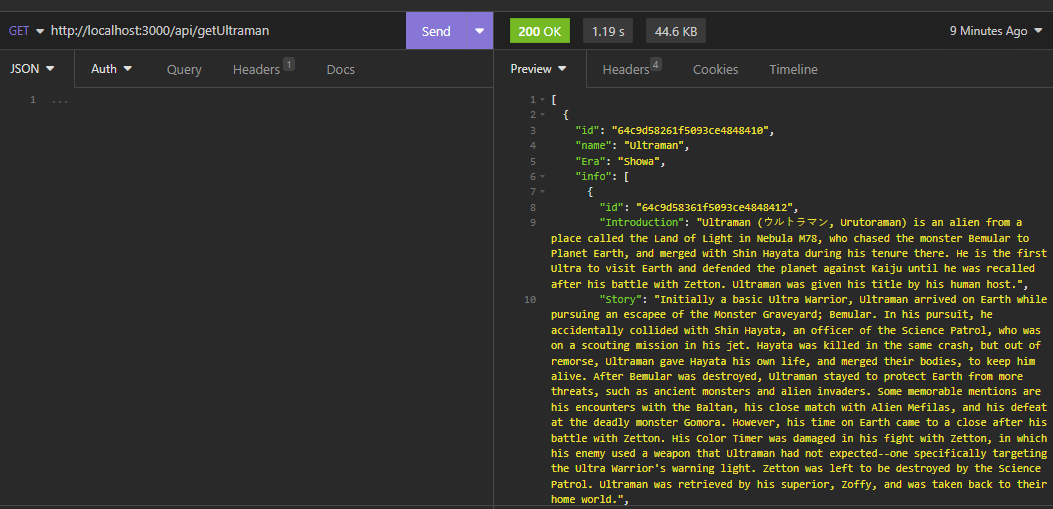 GET http://localhost:3000/api/getUltraman Send 200 OK 1.19 s 44.6 KB 9 Minutes Ago
JSON Auth Query Headers 1 Docs Preview Headers 4 Cookies Timeline
1 ...
1 [
2 {
3 "id": "64c9d58261f5093ce4848410",
4 "name": "Ultraman",
5 "Era": "Showa",
6 "info": [
7 {
8 "id": "64c9d58361f5093ce4848412",
9 "Introduction": "Ultraman (ウルトラマン, Urutoraman) is an alien from a
place called the Land of Light in Nebula M78, who chased the monster Bemular to
Planet Earth, and merged with Shin Hayata during his tenure there. He is the first
Ultra to visit Earth and defended the planet against Kaiju until he was recalled
after his battle with Zetton. Ultraman was given his title by his human host.",
10 "Story": "Initially a basic Ultra Warrior, Ultraman arrived on Earth while
pursuing an escapee of the Monster Graveyard; Bemular. In his pursuit, he
accidentally collided with Shin Hayata, an officer of the Science Patrol, who was
on a scouting mission in his jet. Hayata was killed in the same crash, but out of
remorse, Ultraman gave Hayata his own life, and merged their bodies, to keep him
alive. After Bemular was destroyed, Ultraman stayed to protect Earth from more
threats, such as ancient monsters and alien invaders. Some memorable mentions are
his encounters with the Baltan, his close match with Alien Mefilas, and his defeat
at the deadly monster Gomora. However, his time on Earth came to a close after his
battle with Zetton. His Color Timer was damaged in his fight with Zetton, in which
his enemy used a weapon that Ultraman had not expected--one specifically targeting
the Ultra Warrior's warning light. Zetton was left to be destroyed by the Science
Patrol. Ultraman was retrieved by his superior, Zoffy, and was taken back to their
home world.",